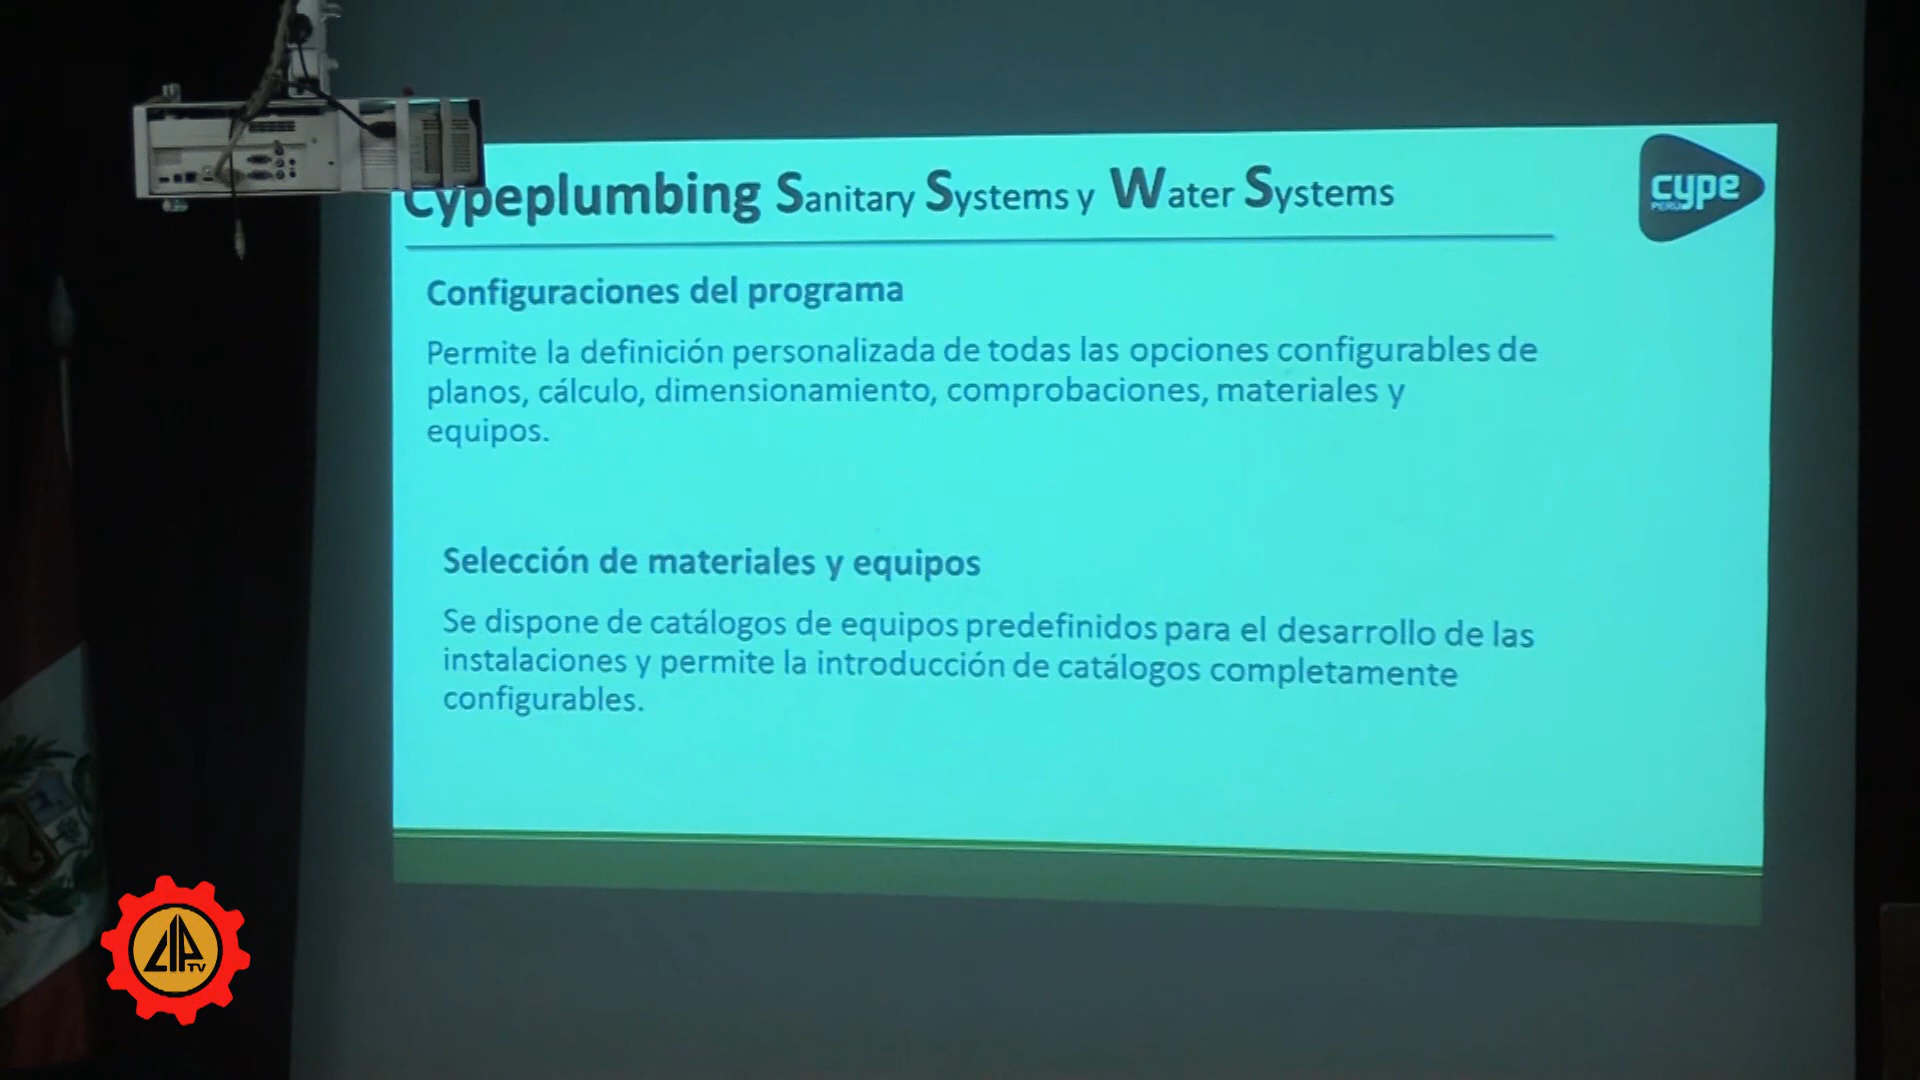 Cypeplumbing Sanitary Systems y Water Systems
cype
PERÚ
Configuraciones del programa
Permite la definición personalizada de todas las opciones configurables de
planos, cálculo, dimensionamiento, comprobaciones, materiales y
equipos.
Selección de materiales y equipos
Se dispone de catálogos de equipos predefinidos para el desarrollo de las
instalaciones y permite la introducción de catálogos completamente
configurables.
CIP
TV